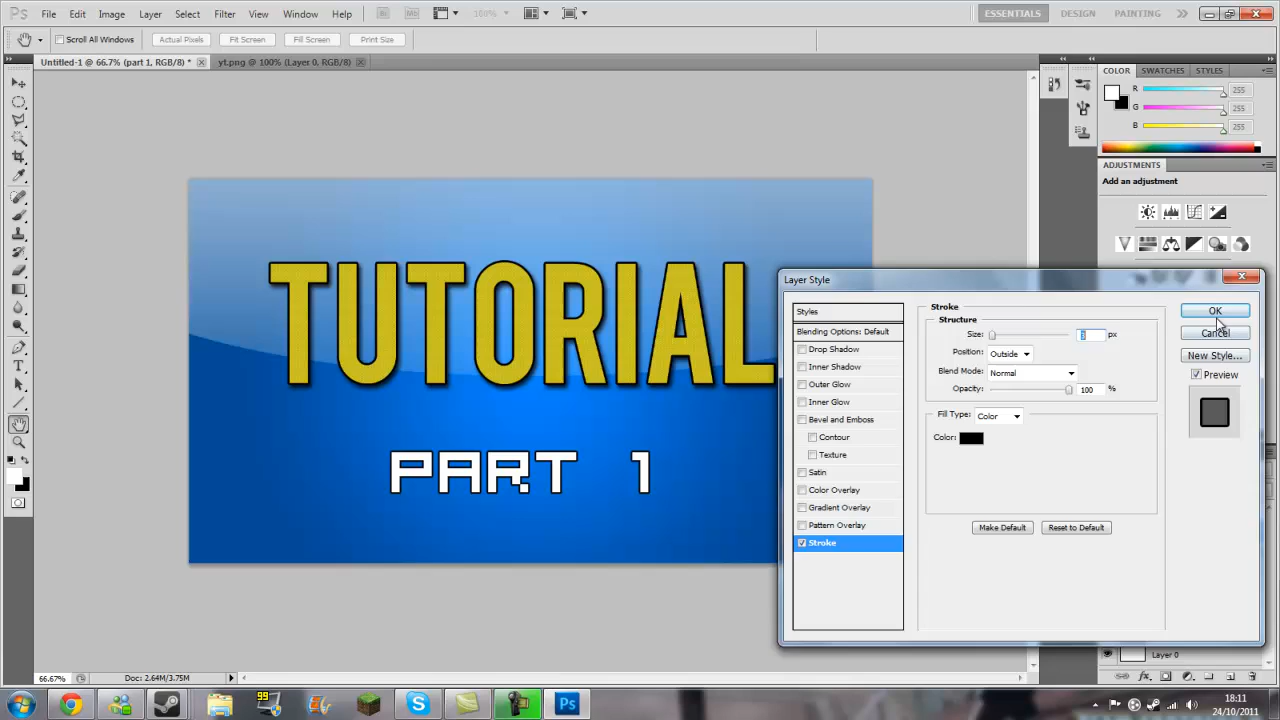 Ps File Edit Image Layer Select Filter View Window Help Br Mb 100% ESSENTIALS DESIGN PAINTING
Scroll All Windows Actual Pixels Fit Screen Fill Screen Print Size
Untitled-1 @ 66.7% (part 1, RGB/8) * yt.png @ 100% (Layer 0, RGB/8)
COLOR SWATCHES STYLES
R 255
G 255
B 255
ADJUSTMENTS
Add an adjustment
TUTORIAL
PART 1
Layer Style
Styles
Blending Options: Default
Drop Shadow
Inner Shadow
Outer Glow
Inner Glow
Bevel and Emboss
Contour
Texture
Satin
Color Overlay
Gradient Overlay
Pattern Overlay
Stroke
Stroke
Structure
Size: 3 px
Position: Outside
Blend Mode: Normal
Opacity: 100 %
Fill Type: Color
Color:
Make Default Reset to Default
OK
Cancel
New Style...
Preview
Layer 0
66.67% Doc: 2.64M/3.75M
99
18:11
24/10/2011